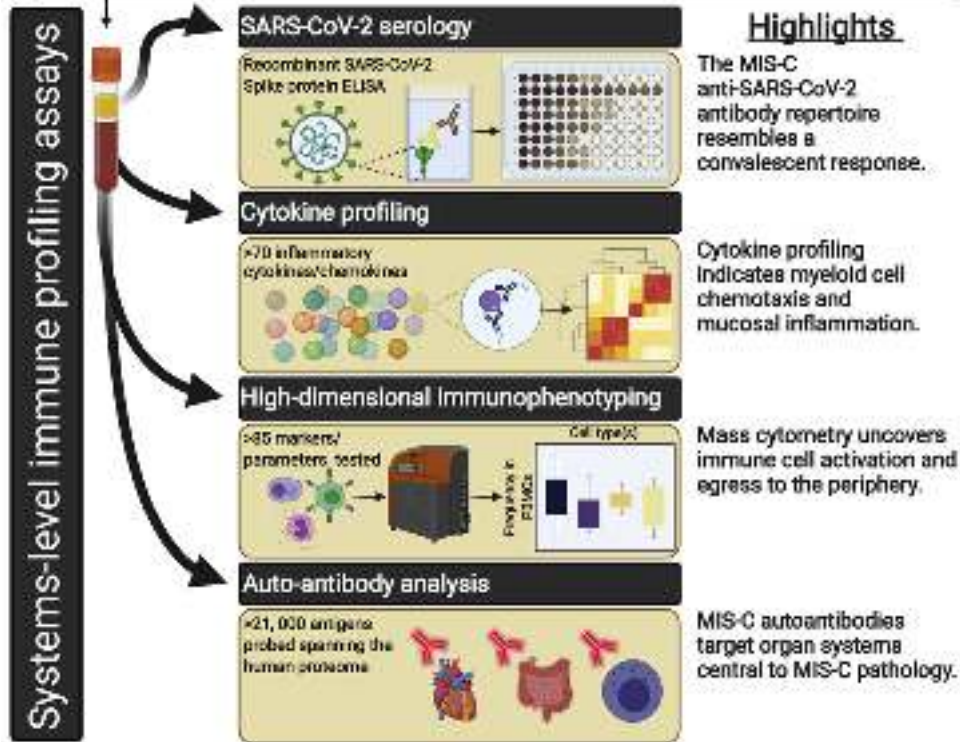 Systems-level immune profiling assays
SARS-CoV-2 serology
Recombinant SARS-CoV-2
Spike protein ELISA
Highlights
The MIS-C
anti-SARS-CoV-2
antibody repertoire
resembles a
convalescent response.
Cytokine profiling
>70 inflammatory
cytokines/chemokines
Cytokine profiling
indicates myeloid cell
chemotaxis and
mucosal inflammation.
High-dimensional immunophenotyping
>85 markers/
parameters, tested
Cell type(s)
Frequency in
PBMCs
Mass cytometry uncovers
immune cell activation and
egress to the periphery.
Auto-antibody analysis
>21, 000 antigens
probed spanning the
human proteome
MIS-C autoantibodies
target organ systems
central to MIS-C pathology.